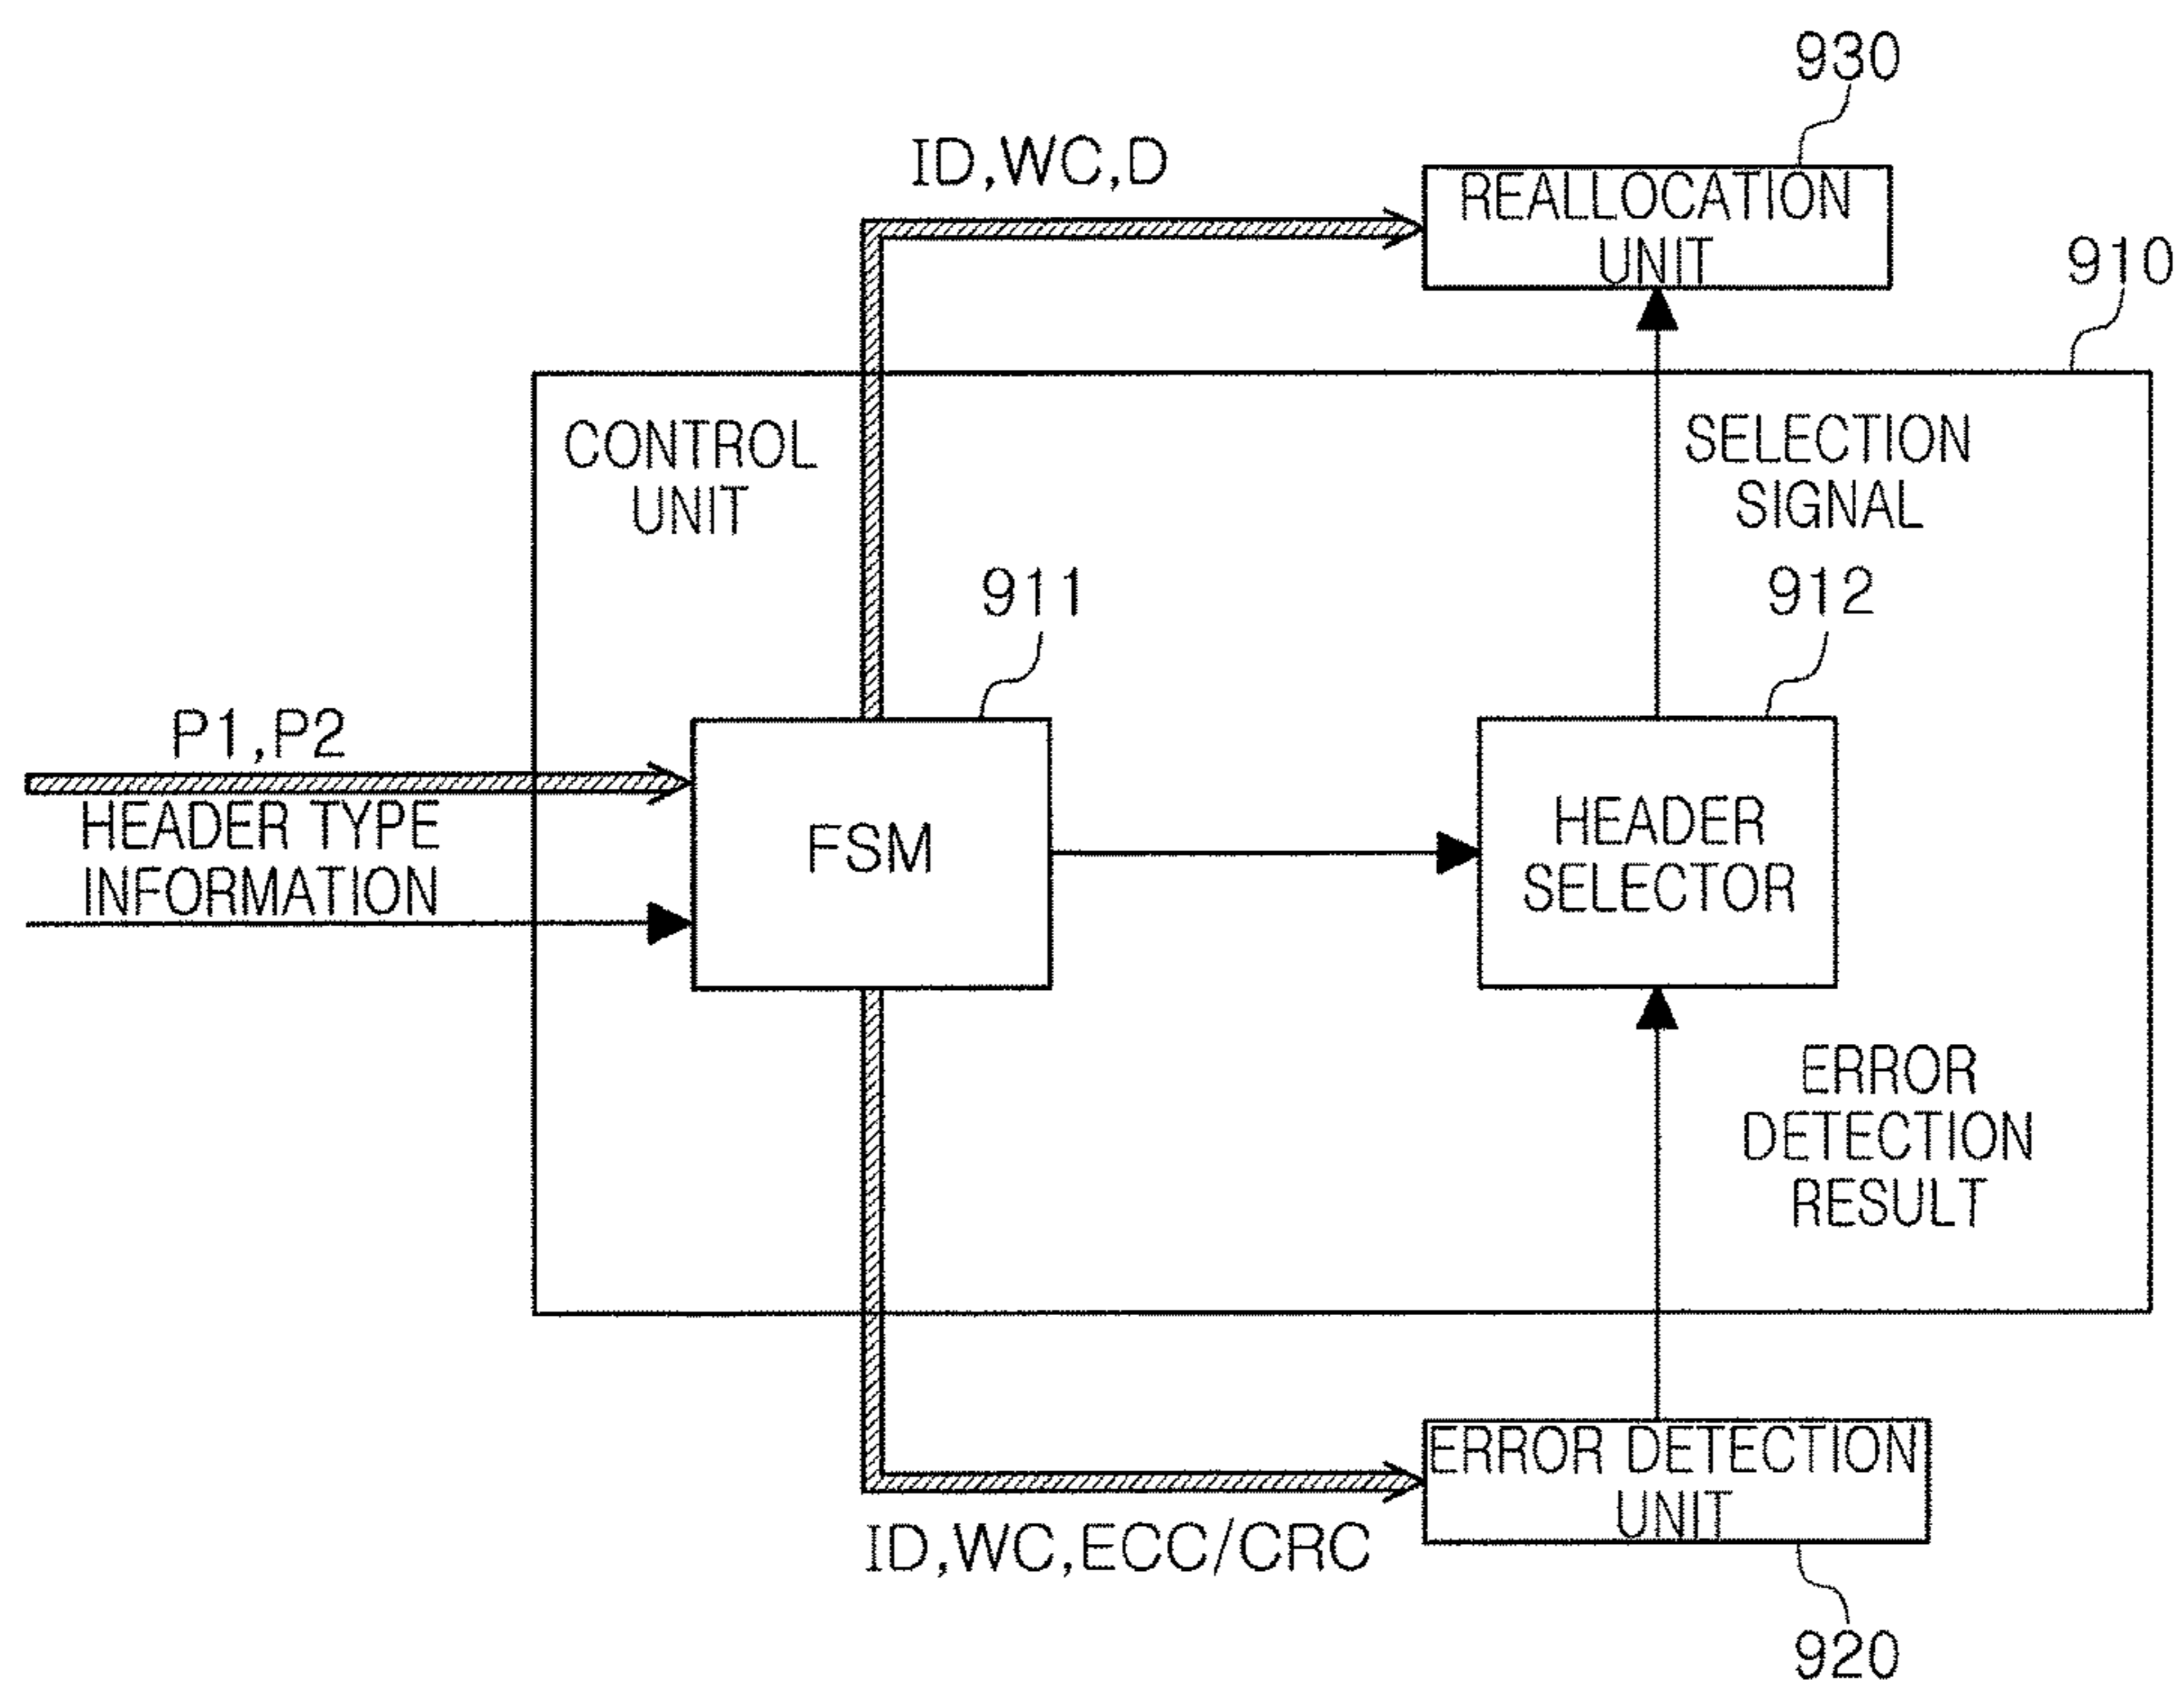 930
ID,WC,D
REALLOCATION
UNIT
910
CONTROL
UNIT
SELECTION
SIGNAL
911
912
P1,P2
HEADER TYPE
INFORMATION
FSM
HEADER
SELECTOR
ERROR
DETECTION
RESULT
ERROR DETECTION
UNIT
ID,WC,ECC/CRC
920